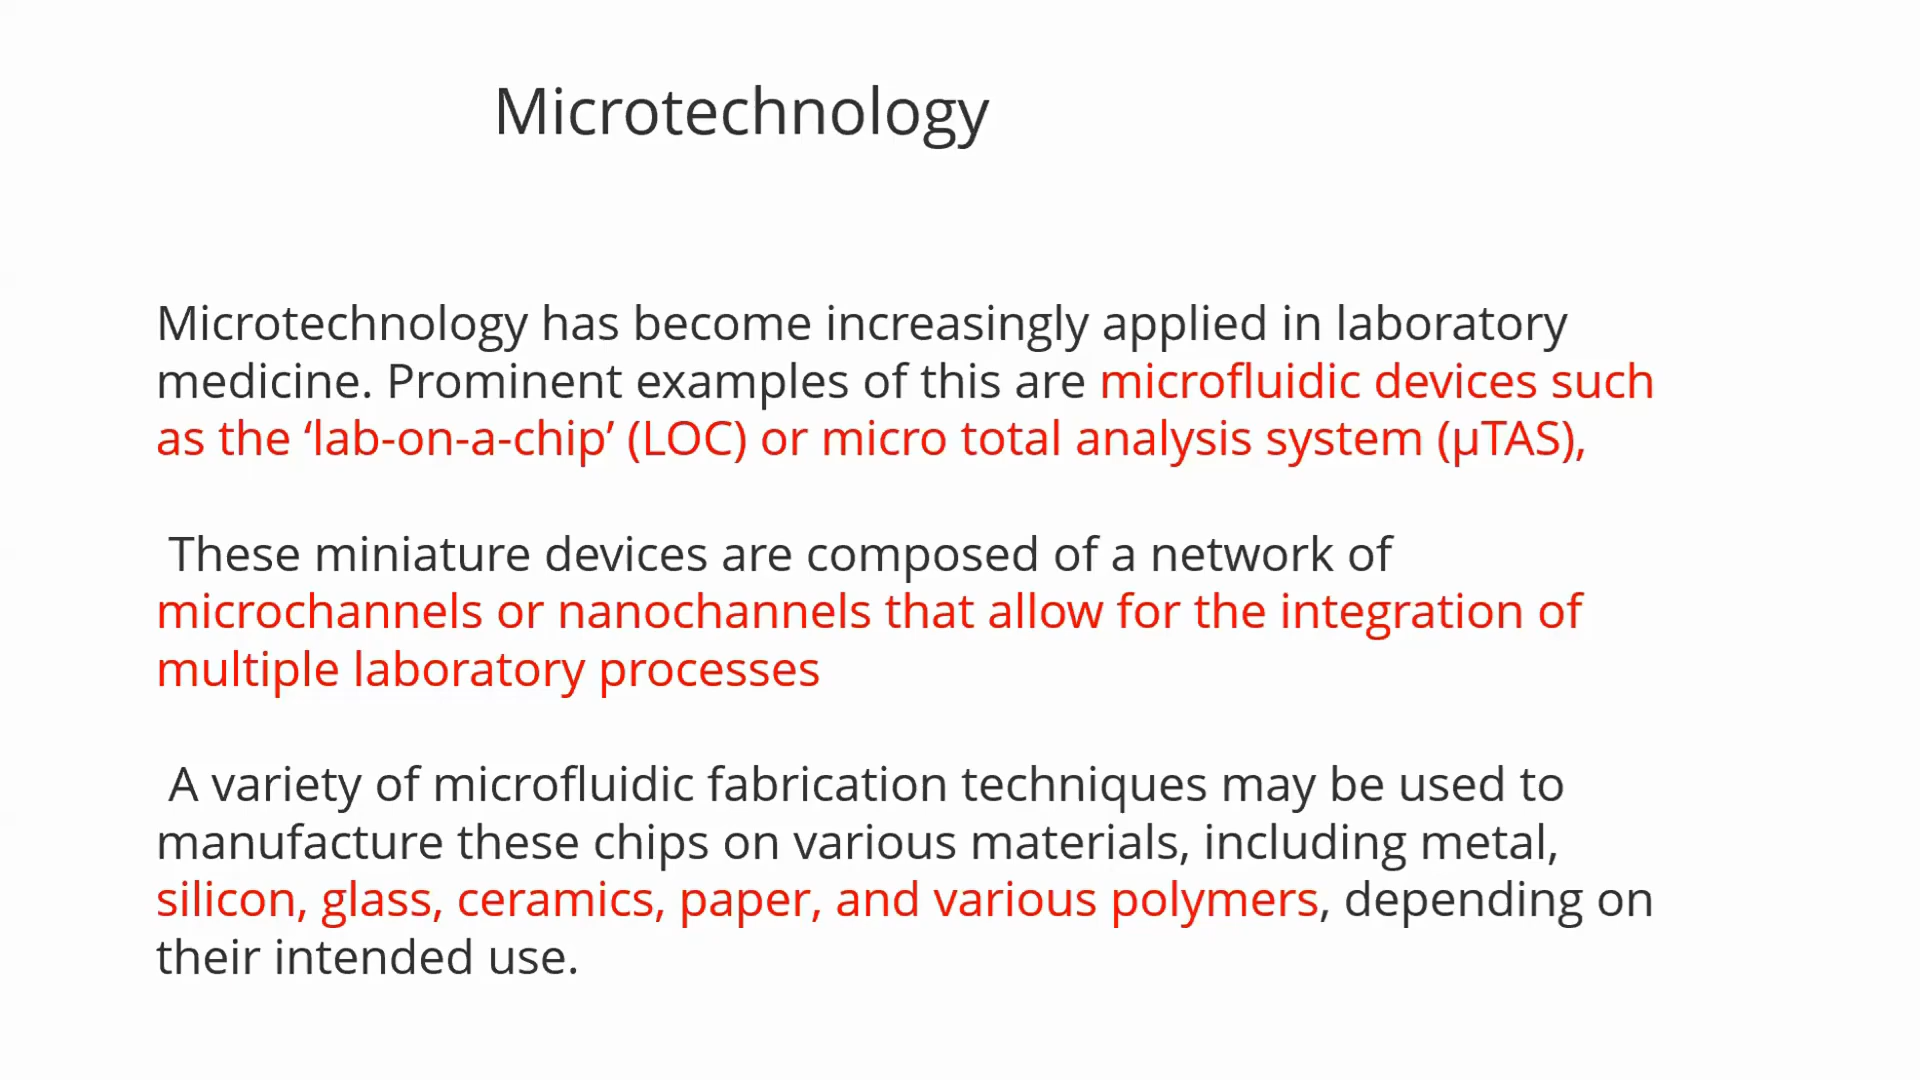 Microtechnology
Microtechnology has become increasingly applied in laboratory
medicine. Prominent examples of this are microfluidic devices such
as the ‘lab-on-a-chip’ (LOC) or micro total analysis system (μTAS),
These miniature devices are composed of a network of
microchannels or nanochannels that allow for the integration of
multiple laboratory processes
A variety of microfluidic fabrication techniques may be used to
manufacture these chips on various materials, including metal,
silicon, glass, ceramics, paper, and various polymers, depending on
their intended use.